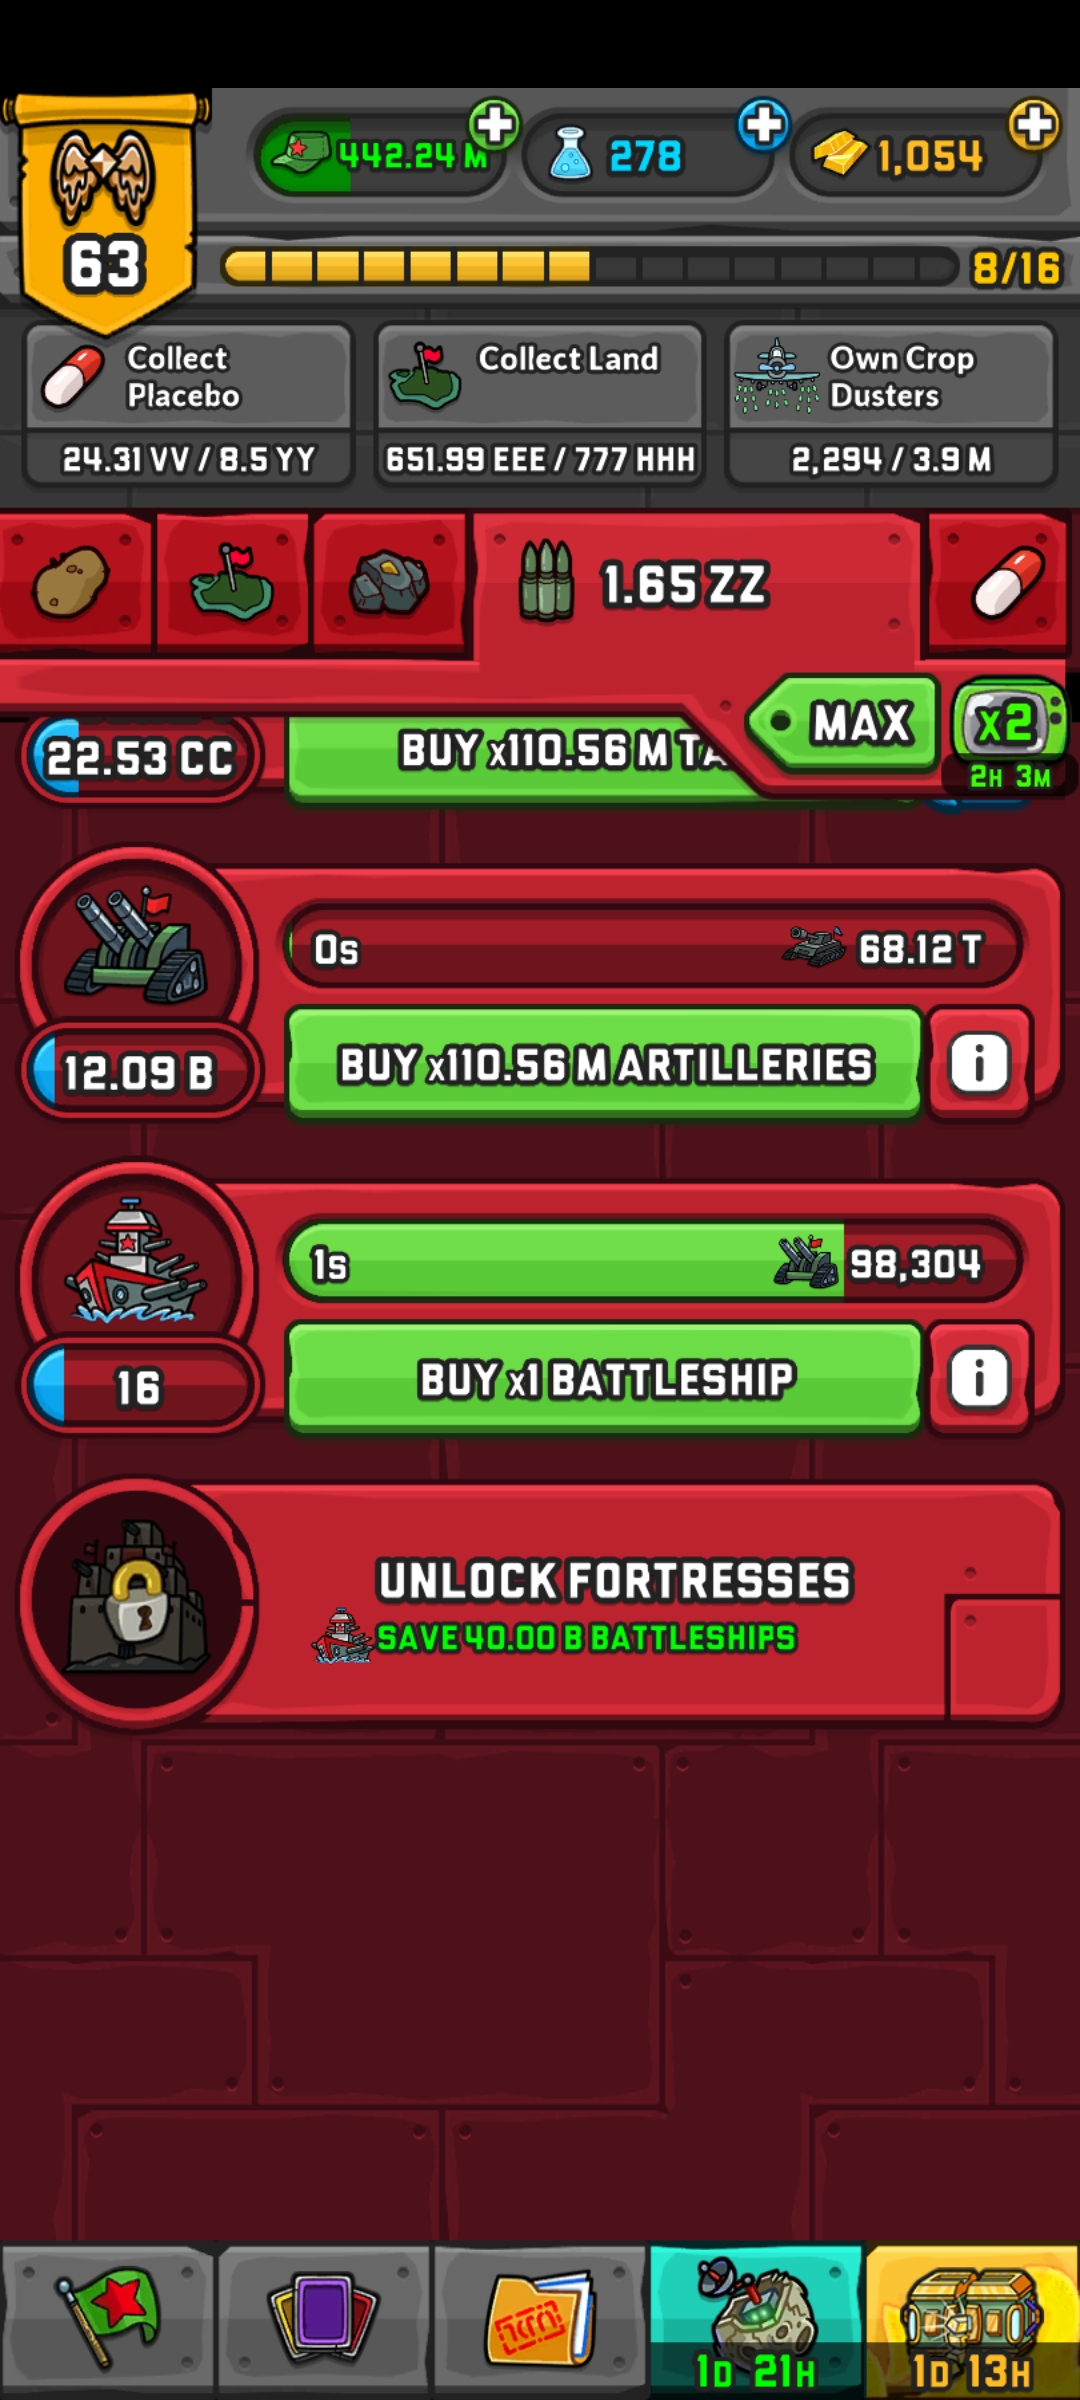 442.24 M
278
1,054
63
8/16
Collect
Placebo
24.31 VV / 8.5 YY
Collect Land
651.99 EEE / 777 HHH
Own Crop
Dusters
2,294 / 3.9 M
1.65 ZZ
MAX
x2
2H 3M
22.53 CC
BUY x110.56 M TA
0s
68.12 T
12.09 B
BUY x110.56 M ARTILLERIES
i
1s
98,304
16
BUY x1 BATTLESHIP
i
UNLOCK FORTRESSES
SAVE 40.00 B BATTLESHIPS
1D 21H
1D 13H